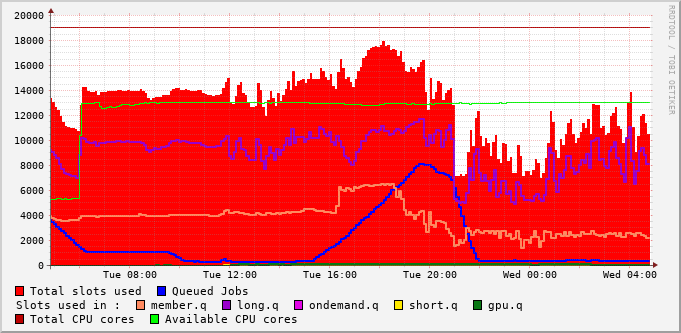 20000
18000
16000
14000
12000
10000
8000
6000
4000
2000
0
Tue 08:00 Tue 12:00 Tue 16:00 Tue 20:00 Wed 00:00 Wed 04:00
RRDTOOL / TOBI OETIKER
Total slots used Queued Jobs
Slots used in : member.q long.q ondemand.q short.q gpu.q
Total CPU cores Available CPU cores